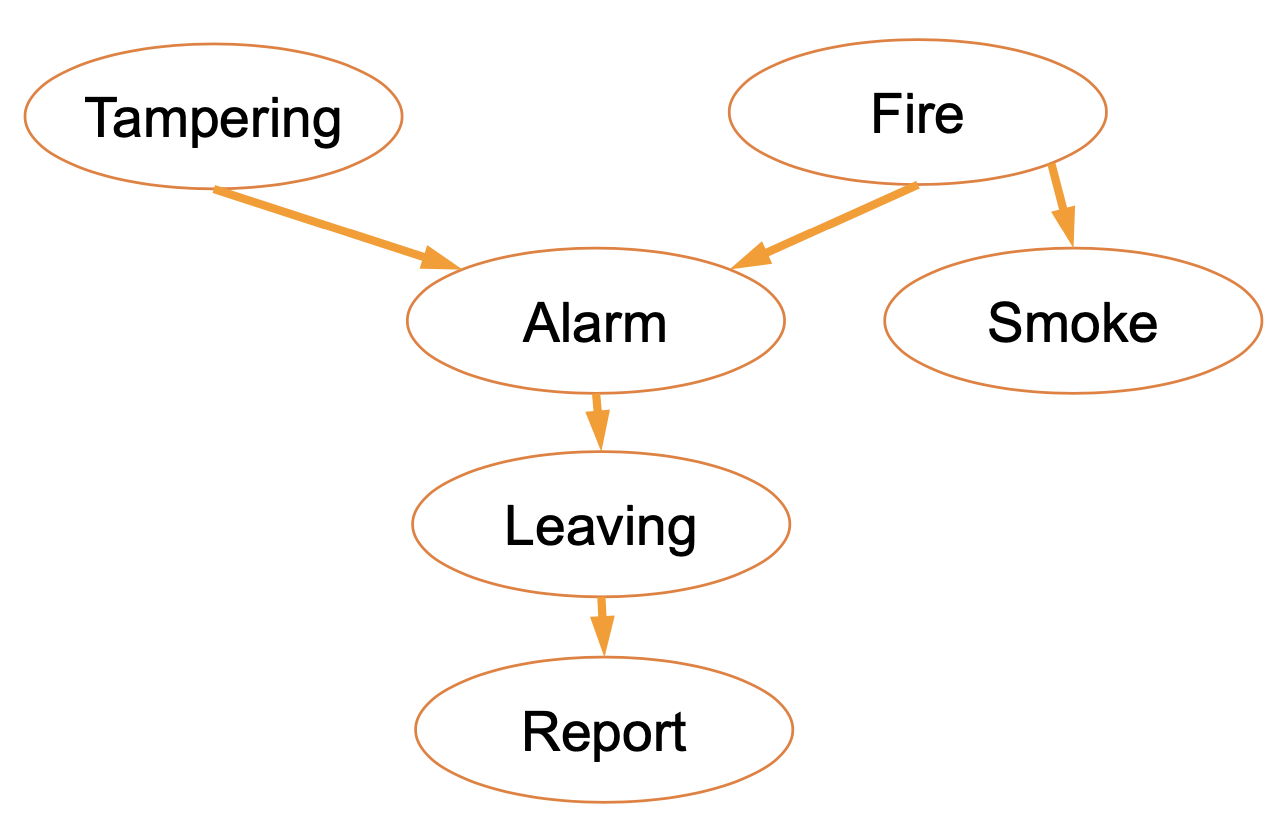 Tampering
Fire
Alarm
Smoke
Leaving
Report